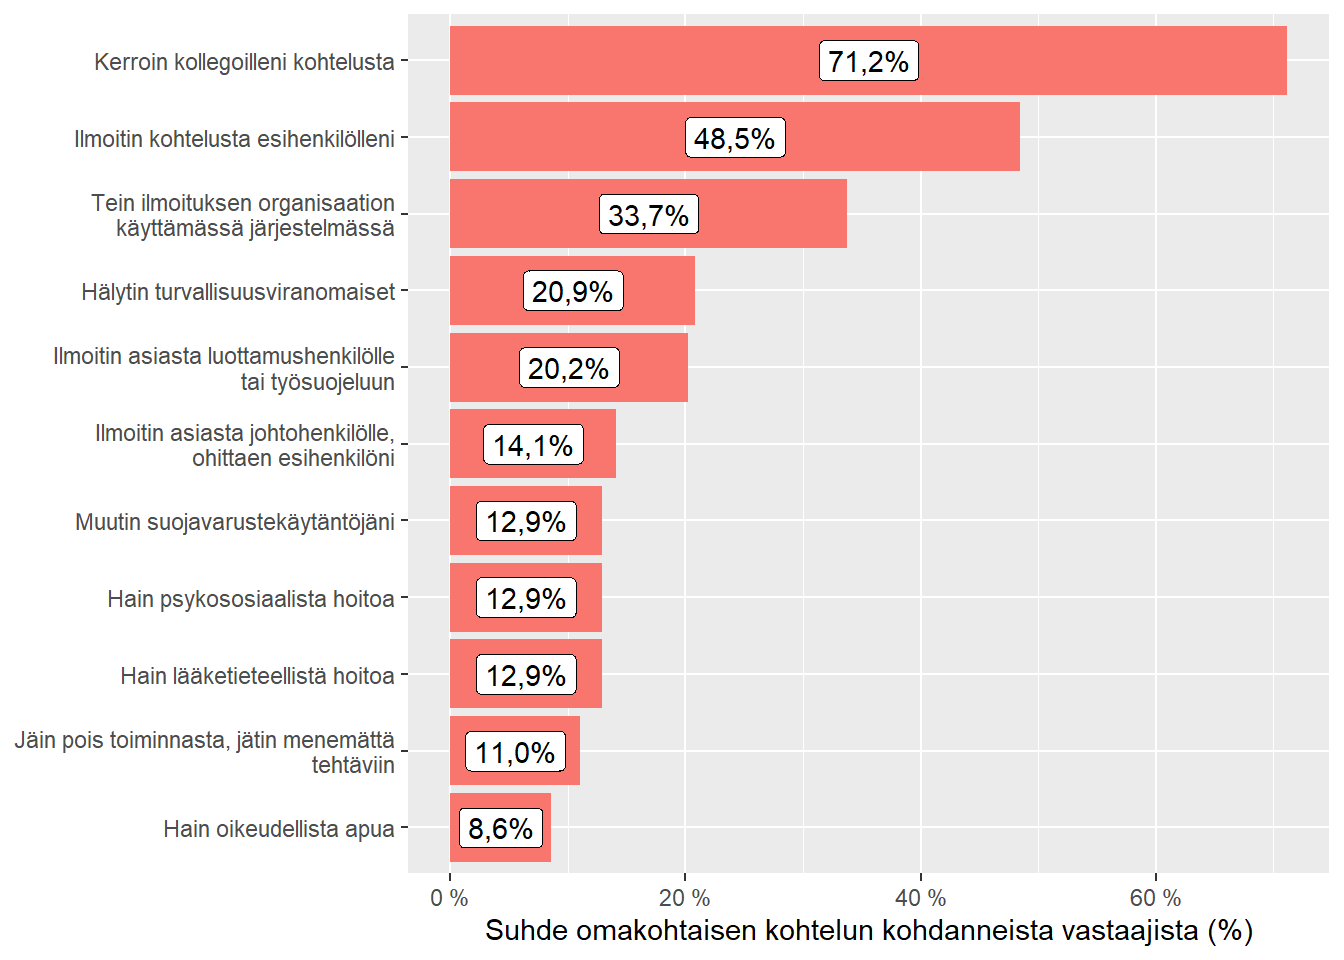 Kerroin kollegoilleni kohtelusta
71,2%
Ilmoitin kohtelusta esihenkilölleni
48,5%
Tein ilmoituksen organisaation
käyttämässä järjestelmässä
33,7%
Hälytin turvallisuusviranomaiset
20,9%
Ilmoitin asiasta luottamushenkilölle
tai työsuojeluun
20,2%
Ilmoitin asiasta johtohenkilölle,
ohittaen esihenkilöni
14,1%
Muutin suojavarustekäytäntöjäni
12,9%
Hain psykososiaalista hoitoa
12,9%
Hain lääketieteellistä hoitoa
12,9%
Jäin pois toiminnasta, jätin menemättä
tehtäviin
11,0%
Hain oikeudellista apua
8,6%
0 % 20 % 40 % 60 %
Suhde omakohtaisen kohtelun kohdanneista vastaajista (%)